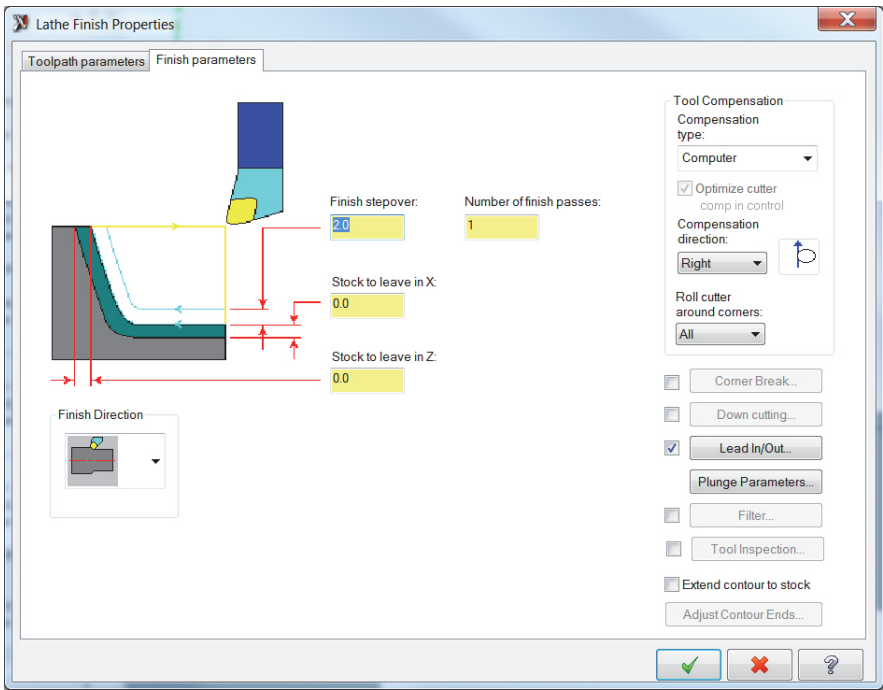 Lathe Finish Properties
Toolpath parameters
Finish parameters
Finish stepover:
2.0
Number of finish passes:
1
Stock to leave in X:
0.0
Stock to leave in Z:
0.0
Finish Direction
Tool Compensation
Compensation
type:
Computer
Optimize cutter
comp in control
Compensation
direction:
Right
Roll cutter
around corners:
All
Corner Break...
Down cutting...
Lead In/Out...
Plunge Parameters...
Filter...
Tool Inspection...
Extend contour to stock
Adjust Contour Ends...